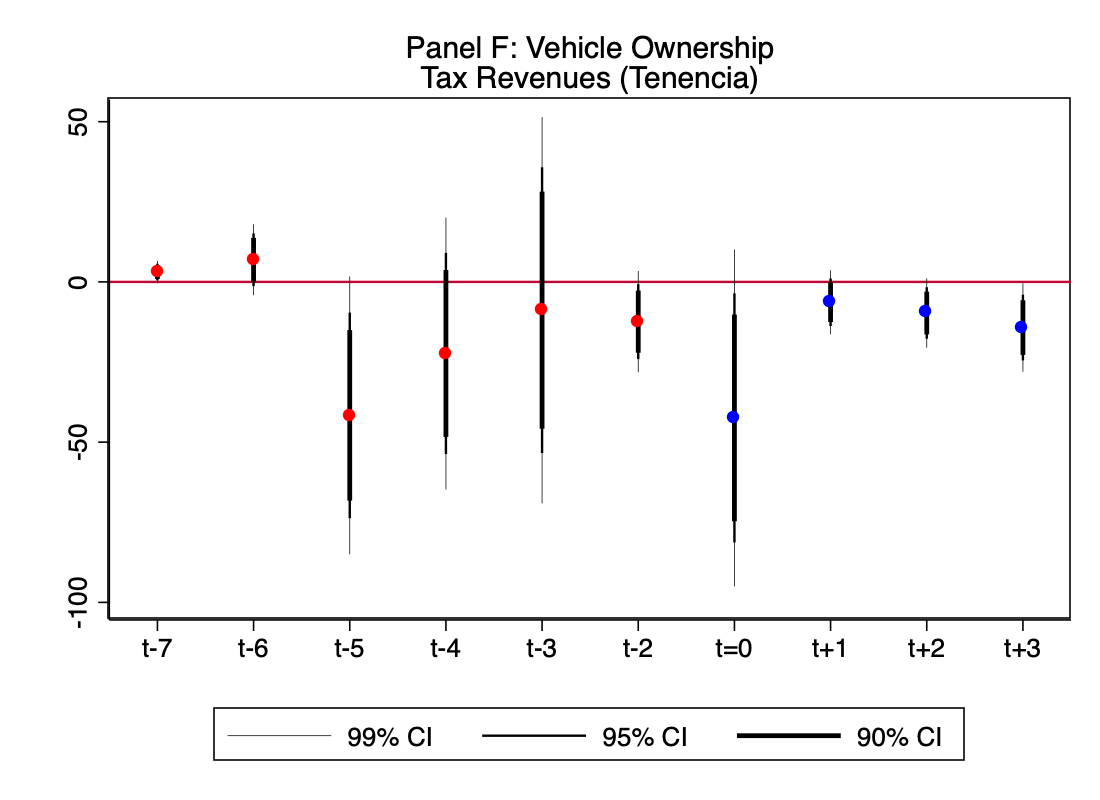 Panel F: Vehicle Ownership
Tax Revenues (Tenencia)
50
0
-50
-100
t-7 t-6 t-5 t-4 t-3 t-2 t=0 t+1 t+2 t+3
99% CI 95% CI 90% CI